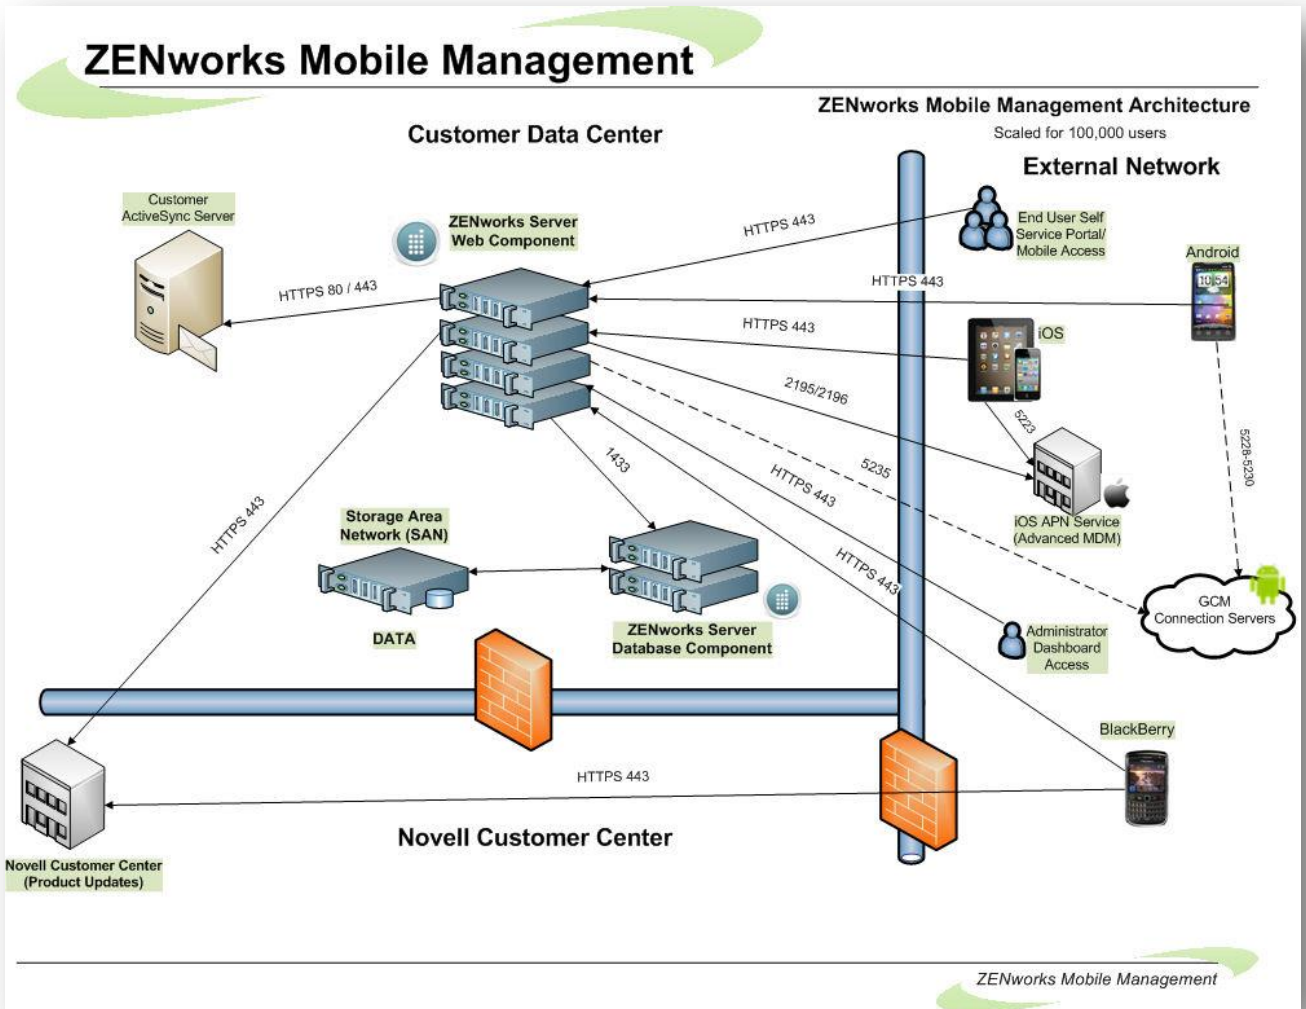 ZENworks Mobile Management
ZENworks Mobile Management Architecture
Scaled for 100,000 users
Customer Data Center
External Network
Customer
ActiveSync Server
ZENworks Server
Web Component
End User Self
Service Portal/
Mobile Access
Android
10:54
HTTPS 443
HTTPS 443
HTTPS 80 / 443
HTTPS 443
iOS
2195/2196
5223
5228-5230
1433
5235
HTTPS 443
HTTPS 443
HTTPS 443
iOS APN Service
(Advanced MDM)
Storage Area
Network (SAN)
DATA
ZENworks Server
Database Component
GCM
Connection Servers
Administrator
Dashboard
Access
BlackBerry
HTTPS 443
Novell Customer Center
Novell Customer Center
(Product Updates)
ZENworks Mobile Management